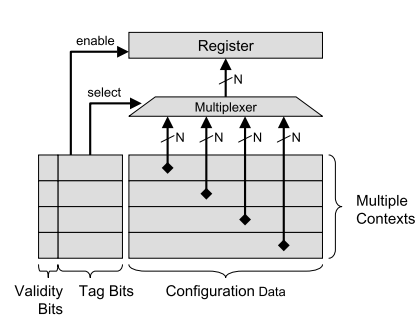 enable
Register
N
select
Multiplexer
N N N N
Multiple
Contexts
Validity
Bits
Tag Bits
Configuration Data